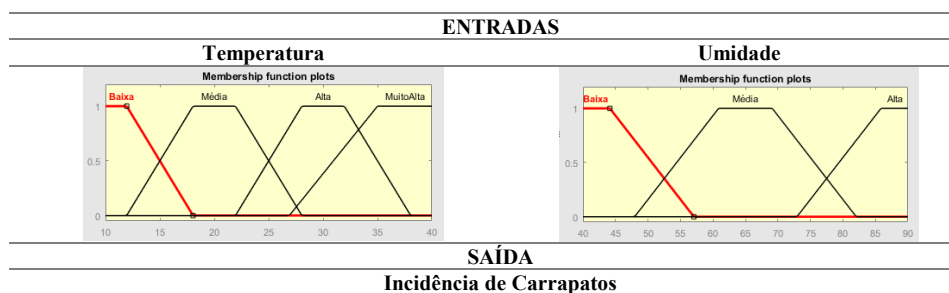 ENTRADAS
Temperatura Umidade
Membership function plots Membership function plots
Baixa Média Alta MuitoAlta Baixa Média Alta
1 1
0.5 0.5
0 0
10 15 20 25 30 35 40 40 45 50 55 60 65 70 75 80 85 90
SAÍDA
Incidência de Carrapatos